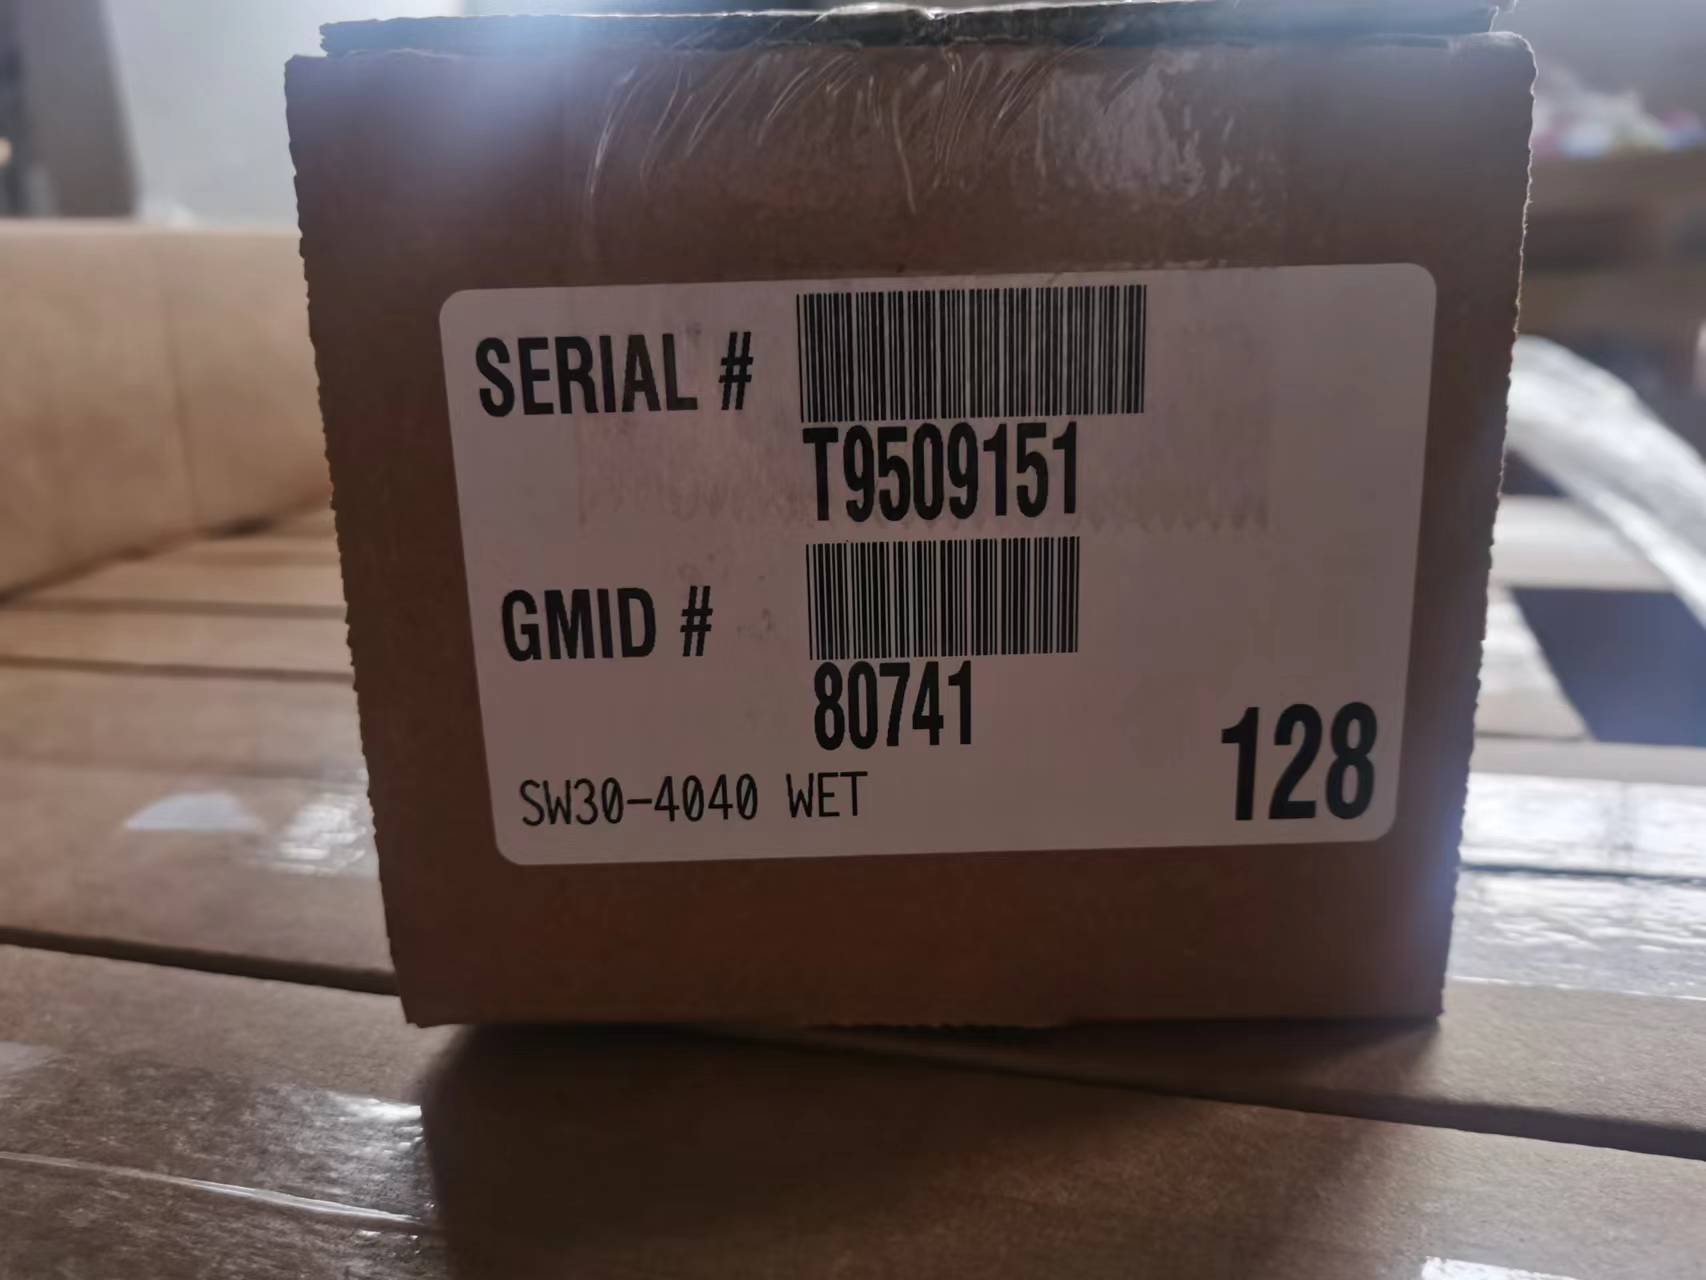 SERIAL #
T9509151
GMID #
80741
128
SW30-4040 WET